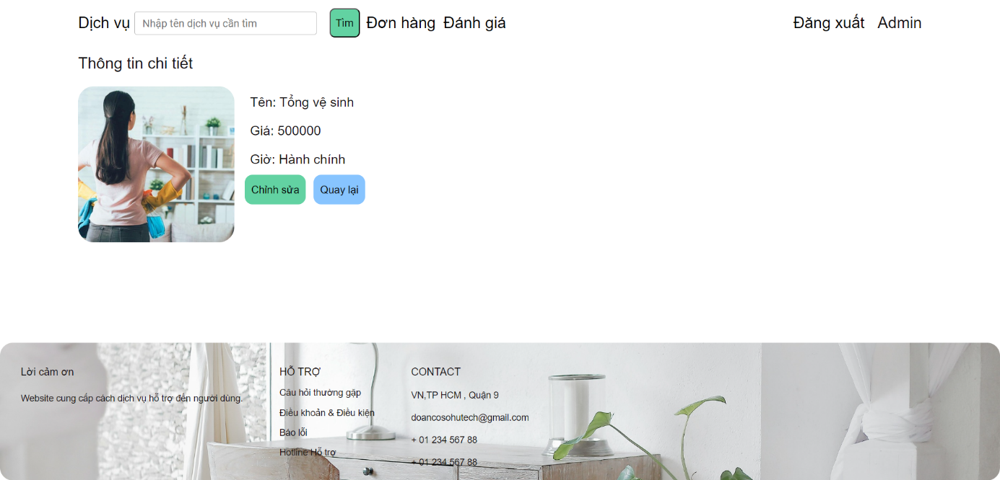 Dịch vụ Nhập tên dịch vụ cần tìm Tìm Đơn hàng Đánh giá Đăng xuất Admin
Thông tin chi tiết
Tên: Tổng vệ sinh
Giá: 500000
Giờ: Hành chính
Chỉnh sửa Quay lại
Lời cảm ơn
Website cung cấp cách dịch vụ hỗ trợ đến người dùng.
HỖ TRỢ
Câu hỏi thường gặp
Điều khoản & Điều kiện
Báo lỗi
Hotline Hỗ trợ
CONTACT
VN,TP HCM , Quận 9
doancosohutech@gmail.com
+ 01 234 567 88
+ 01 234 567 88